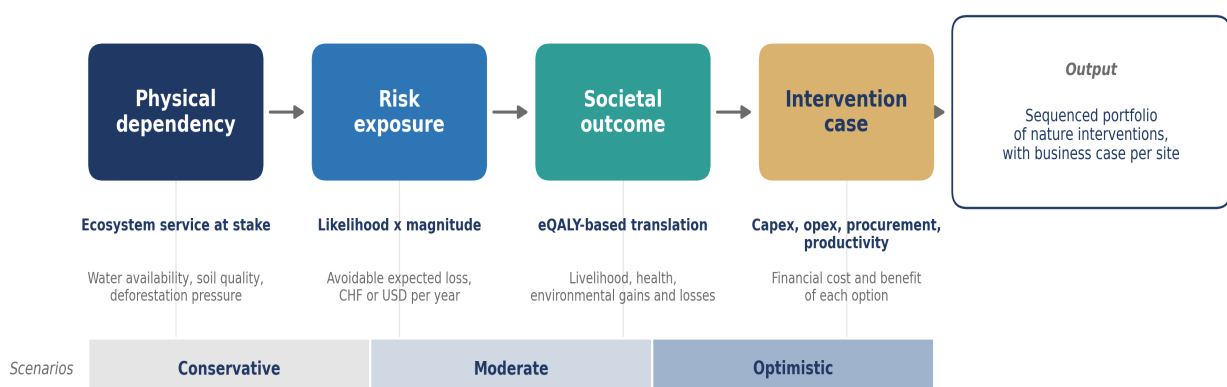 Physical
dependency
Risk
exposure
Societal
outcome
Intervention
case
Output
Sequenced portfolio
of nature interventions,
with business case per site
Ecosystem service at stake
Likelihood x magnitude
eQALY-based translation
Capex, opex, procurement,
productivity
Water availability, soil quality,
deforestation pressure
Avoidable expected loss,
CHF or USD per year
Livelihood, health,
environmental gains and losses
Financial cost and benefit
of each option
Scenarios
Conservative
Moderate
Optimistic